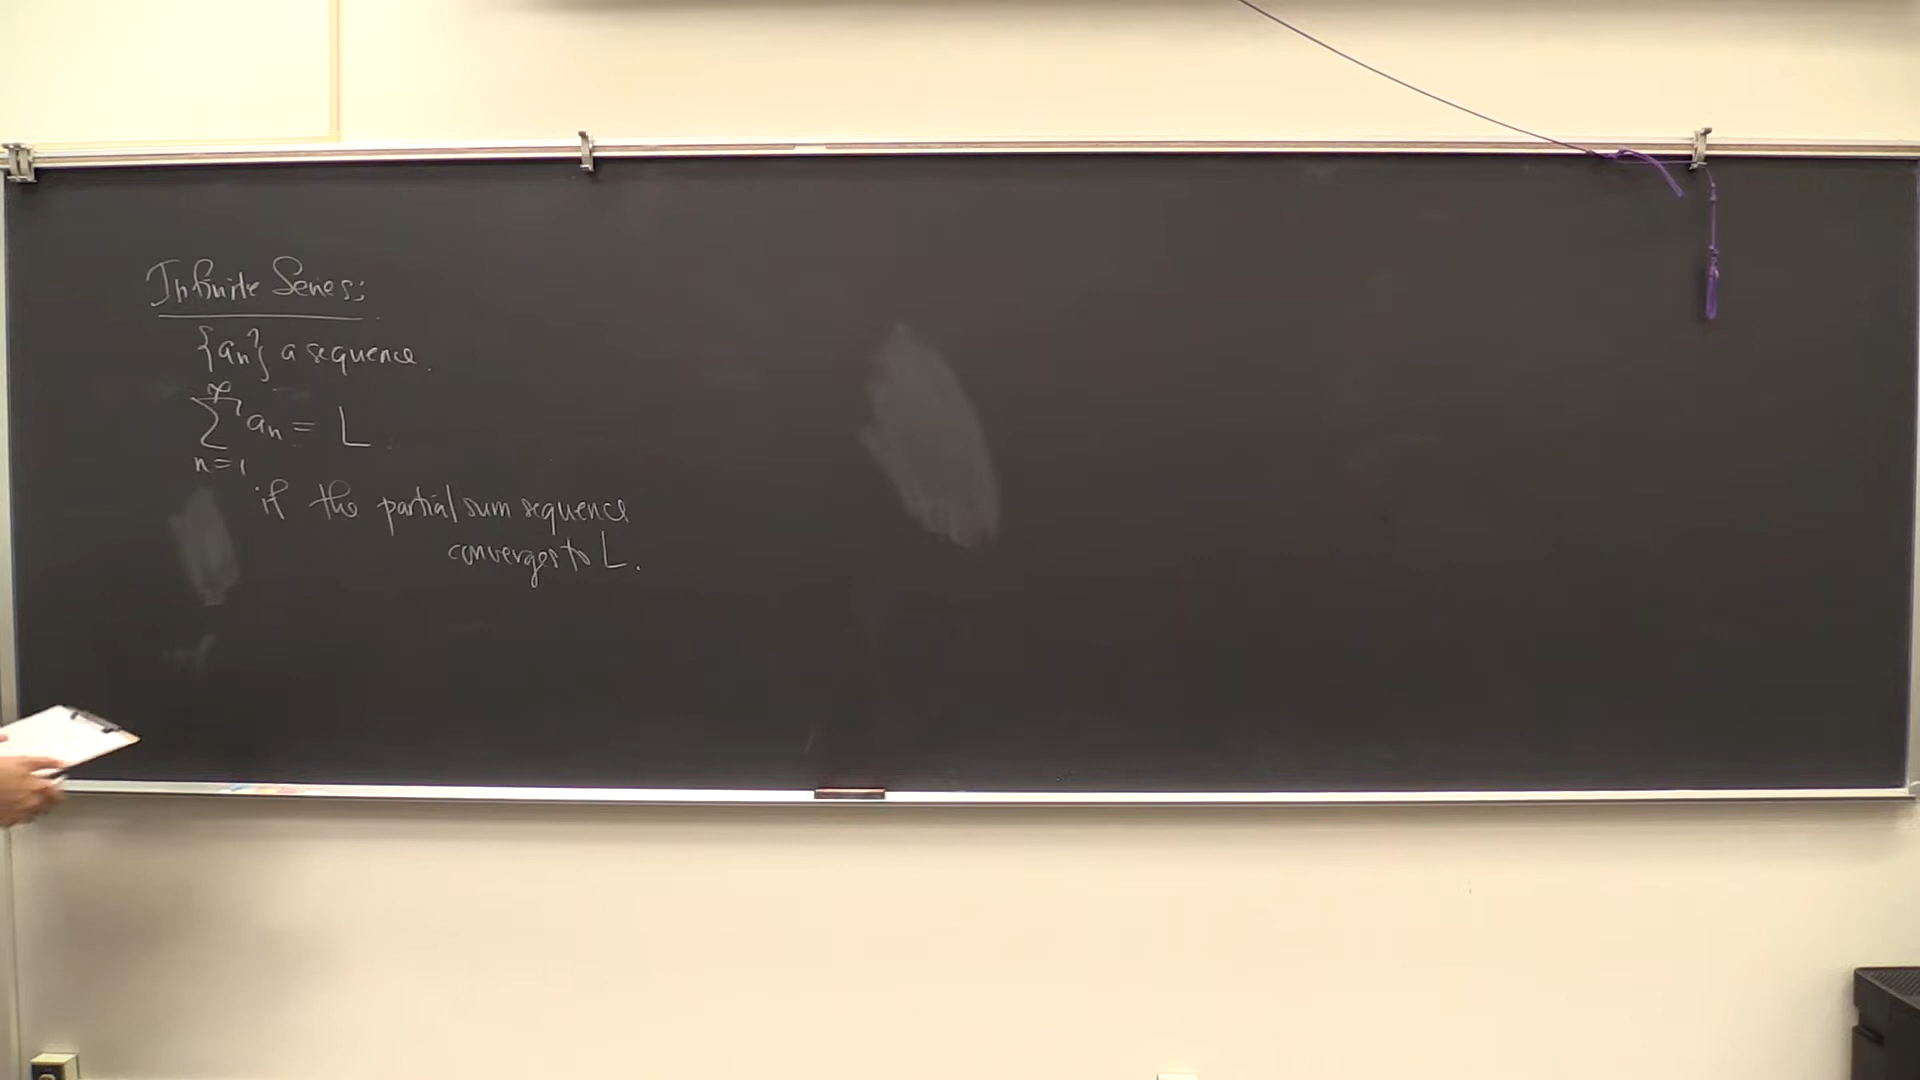 Infinite Series:
{aₙ} a sequence.
∞
∑ aₙ = L.
n=1
if the partial sum sequence
converges to L.